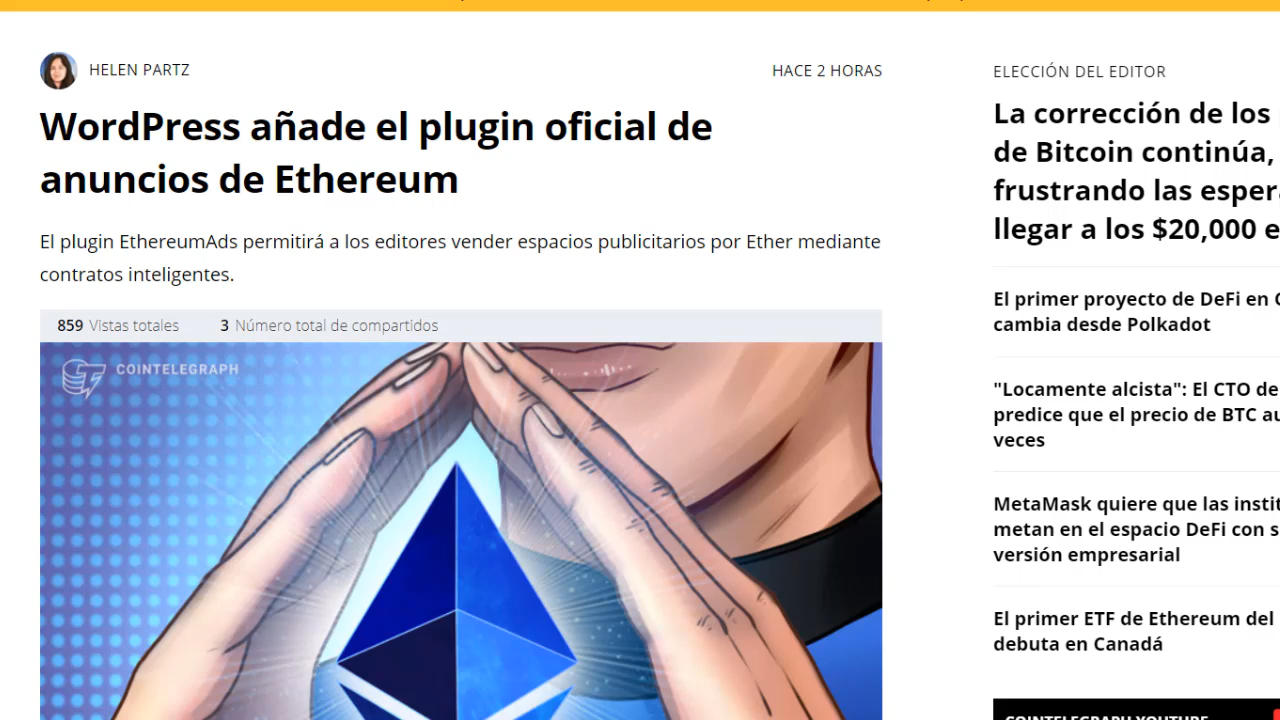 HELEN PARTZ
HACE 2 HORAS
WordPress añade el plugin oficial de
anuncios de Ethereum
El plugin EthereumAds permitirá a los editores vender espacios publicitarios por Ether mediante
contratos inteligentes.
859 Vistas totales 3 Número total de compartidos
COINTELEGRAPH
ELECCIÓN DEL EDITOR
La corrección de los
de Bitcoin continúa,
frustrando las esper
llegar a los $20,000 e
El primer proyecto de DeFi en
cambia desde Polkadot
"Locamente alcista": El CTO de
predice que el precio de BTC au
veces
MetaMask quiere que las instit
metan en el espacio DeFi con s
versión empresarial
El primer ETF de Ethereum del
debuta en Canadá
COINTELEGRAPH YOUTUBE